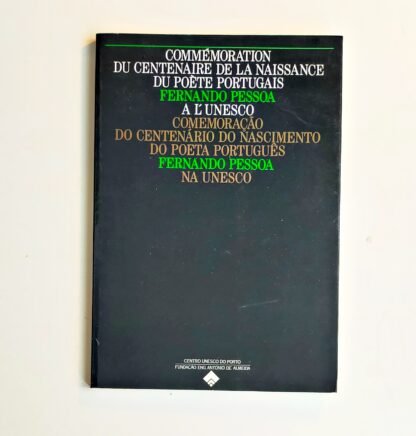 COMMÉMORATION
DU CENTENAIRE DE LA NAISSANCE
DU POÈTE PORTUGAIS
FERNANDO PESSOA
À L'UNESCO
COMEMORAÇÃO
DO CENTENÁRIO DO NASCIMENTO
DO POETA PORTUGUÊS
FERNANDO PESSOA
NA UNESCO
CENTRO UNESCO DO PORTO
FUNDAÇÃO ENG. ANTÓNIO DE ALMEIDA